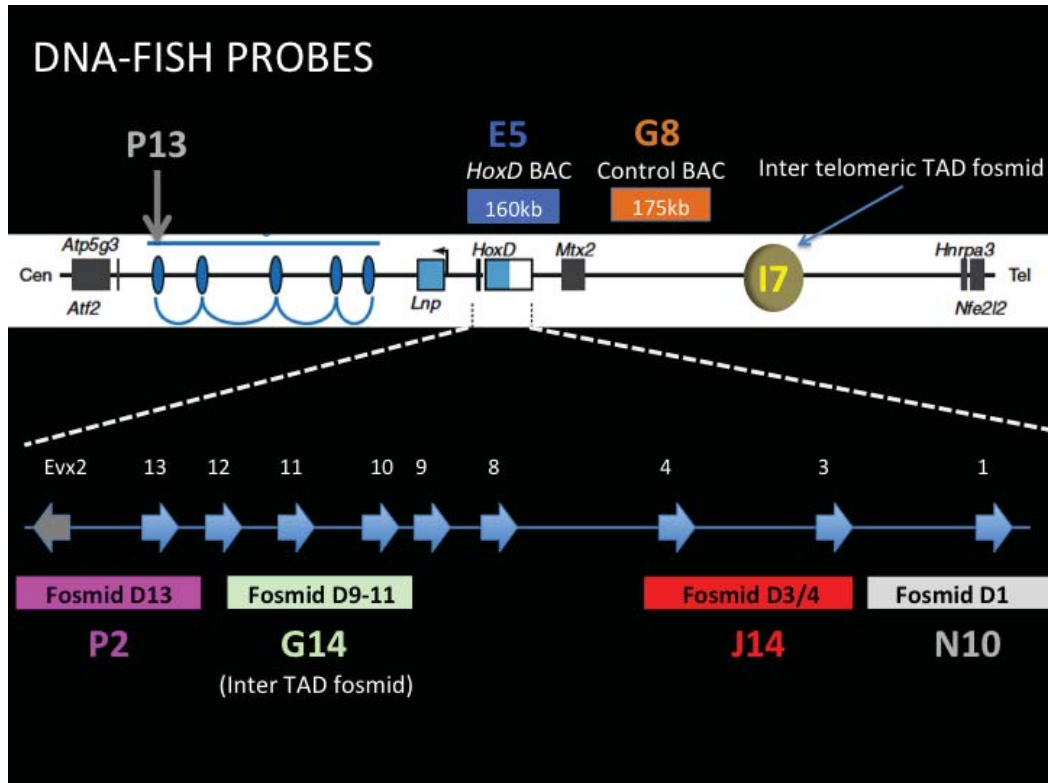 DNA-FISH PROBES
P13
E5
HoxD BAC
160kb
G8
Control BAC
175kb
Inter telomeric TAD fosmid
Cen
Atp5g3
Atf2
Lnp
HoxD
Mtx2
I7
Hnrpa3
Nfe2l2
Tel
Evx2 13 12 11 10 9 8 4 3 1
Fosmid D13
P2
Fosmid D9-11
G14
(Inter TAD fosmid)
Fosmid D3/4
J14
Fosmid D1
N10